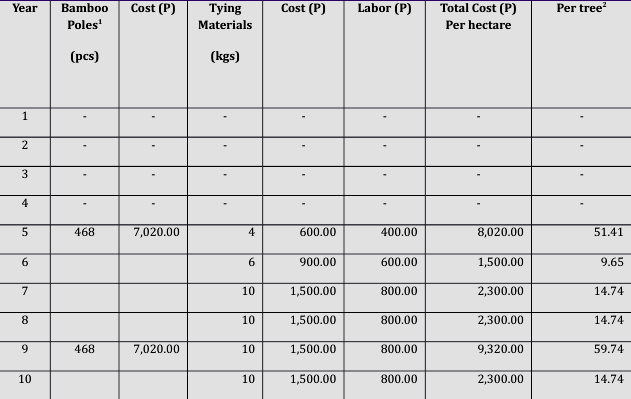 Year Bamboo Poles¹ (pcs) Cost (P) Tying Materials (kgs) Cost (P) Labor (P) Total Cost (P) Per hectare Per tree²
1 - - - - - - -
2 - - - - - - -
3 - - - - - - -
4 - - - - - - -
5 468 7,020.00 4 600.00 400.00 8,020.00 51.41
6 6 900.00 600.00 1,500.00 9.65
7 10 1,500.00 800.00 2,300.00 14.74
8 10 1,500.00 800.00 2,300.00 14.74
9 468 7,020.00 10 1,500.00 800.00 9,320.00 59.74
10 10 1,500.00 800.00 2,300.00 14.74